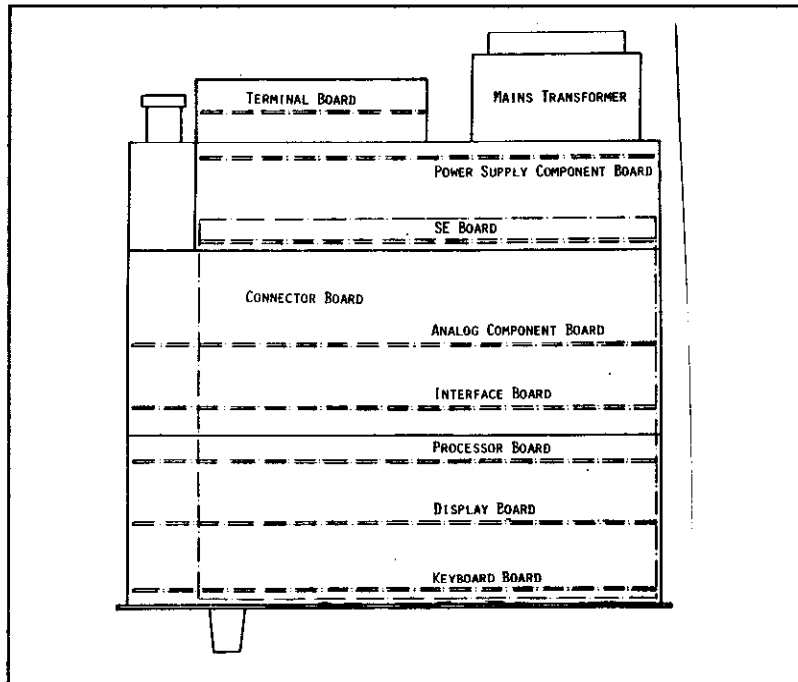 TERMINAL BOARD
MAINS TRANSFORMER
POWER SUPPLY COMPONENT BOARD
SE BOARD
CONNECTOR BOARD
ANALOG COMPONENT BOARD
INTERFACE BOARD
PROCESSOR BOARD
DISPLAY BOARD
KEYBOARD BOARD